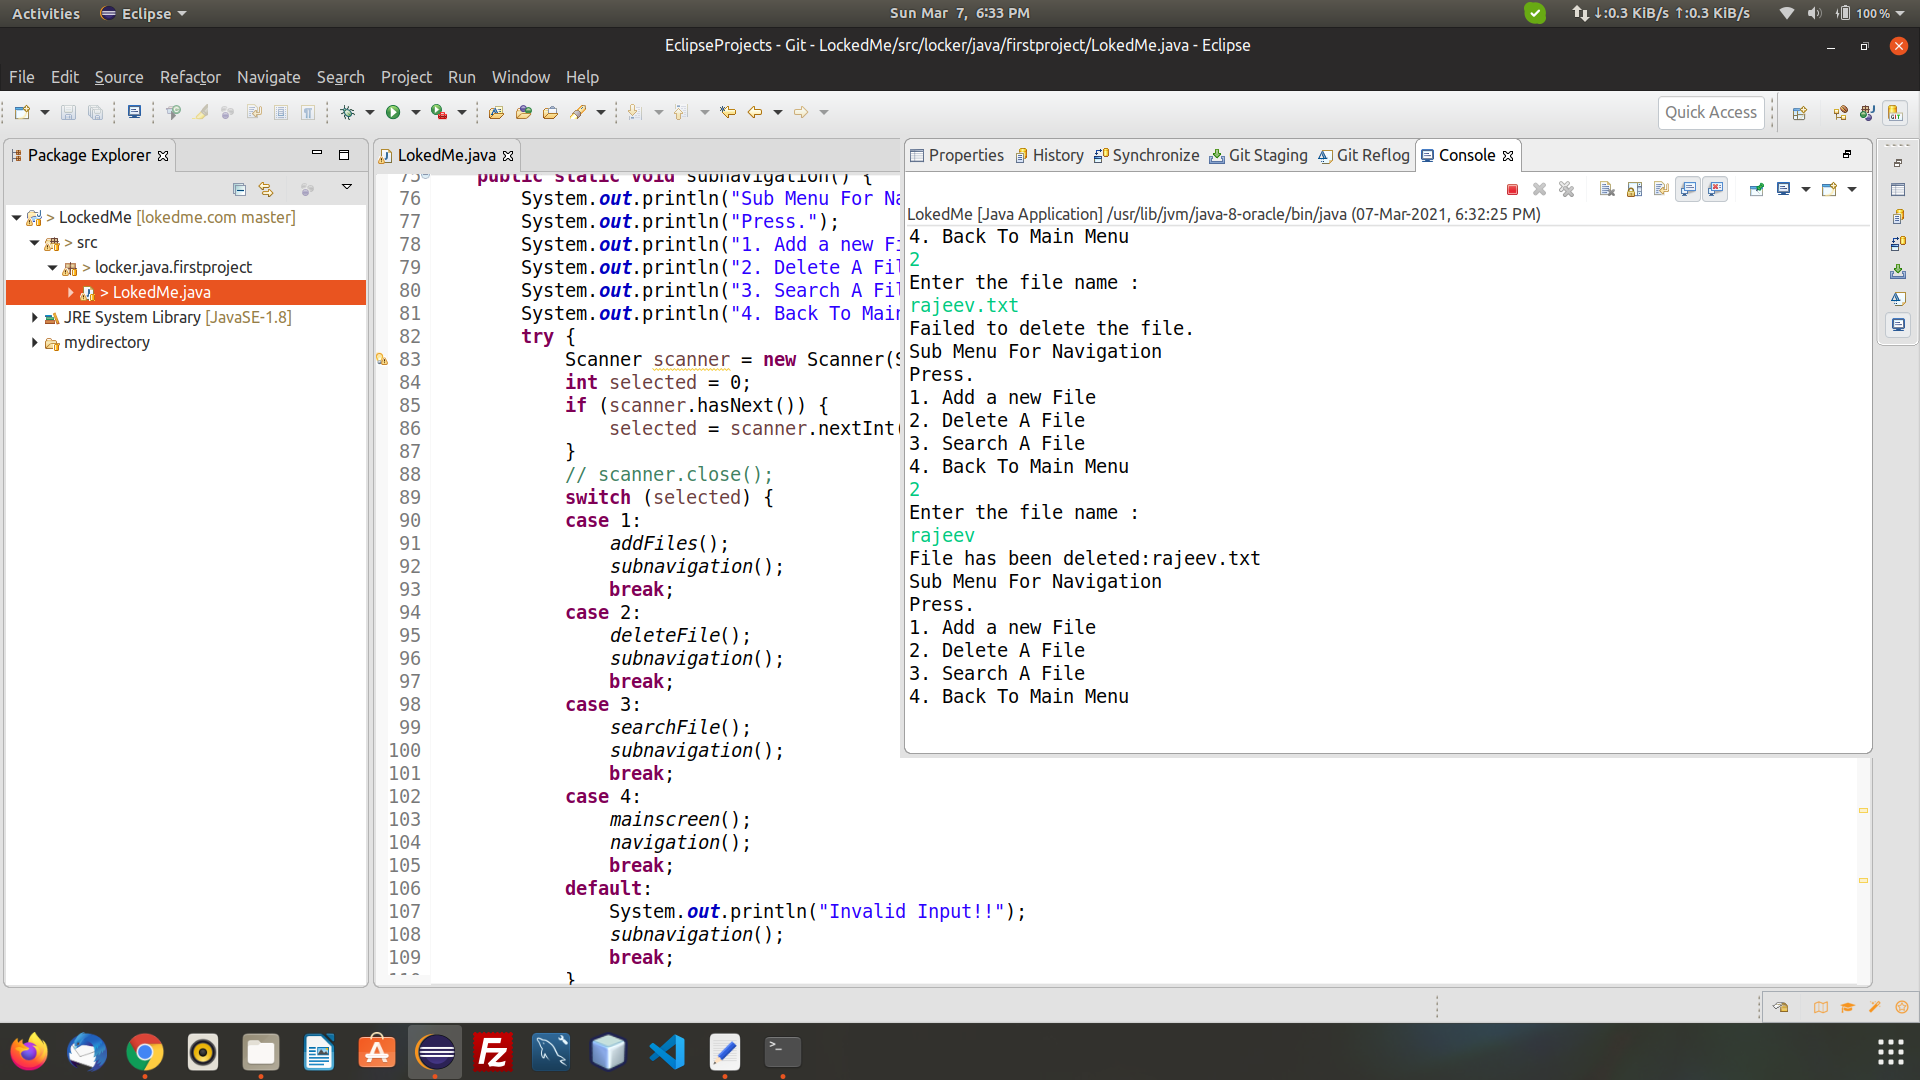 Activities
Eclipse
Sun Mar 7, 6:33 PM
↓:0.3 KiB/s ↑:0.3 KiB/s
100 %
EclipseProjects - Git - LockedMe/src/locker/java/firstproject/LokedMe.java - Eclipse
File Edit Source Refactor Navigate Search Project Run Window Help
Quick Access
Package Explorer
> LockedMe [lokedme.com master]
> src
> locker.java.firstproject
> LokedMe.java
JRE System Library [JavaSE-1.8]
mydirectory
LokedMe.java
75 public static void subnavigation() {
76 System.out.println("Sub Menu For Na
77 System.out.println("Press.");
78 System.out.println("1. Add a new Fi
79 System.out.println("2. Delete A Fil
80 System.out.println("3. Search A Fil
81 System.out.println("4. Back To Main
82 try {
83 Scanner scanner = new Scanner(S
84 int selected = 0;
85 if (scanner.hasNext()) {
86 selected = scanner.nextInt(
87 }
88 // scanner.close();
89 switch (selected) {
90 case 1:
91 addFiles();
92 subnavigation();
93 break;
94 case 2:
95 deleteFile();
96 subnavigation();
97 break;
98 case 3:
99 searchFile();
100 subnavigation();
101 break;
102 case 4:
103 mainscreen();
104 navigation();
105 break;
106 default:
107 System.out.println("Invalid Input!!");
108 subnavigation();
109 break;
110 }
Properties History Synchronize Git Staging Git Reflog Console
LokedMe [Java Application] /usr/lib/jvm/java-8-oracle/bin/java (07-Mar-2021, 6:32:25 PM)
4. Back To Main Menu
2
Enter the file name :
rajeev.txt
Failed to delete the file.
Sub Menu For Navigation
Press.
1. Add a new File
2. Delete A File
3. Search A File
4. Back To Main Menu
2
Enter the file name :
rajeev
File has been deleted:rajeev.txt
Sub Menu For Navigation
Press.
1. Add a new File
2. Delete A File
3. Search A File
4. Back To Main Menu